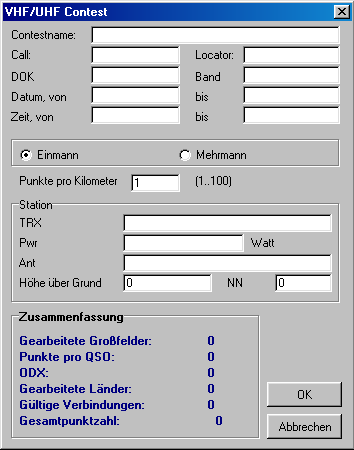 VHF/UHF Contest
Contestname:
Call: Locator:
DOK Band
Datum, von bis
Zeit, von bis
Einmann Mehrmann
Punkte pro Kilometer 1 (1..100)
Station
TRX
Pwr Watt
Ant
Höhe über Grund 0 NN 0
Zusammenfassung
Gearbeitete Großfelder: 0
Punkte pro QSO: 0
ODX: 0
Gearbeitete Länder: 0
Gültige Verbindungen: 0
Gesamtpunktzahl: 0
OK
Abbrechen